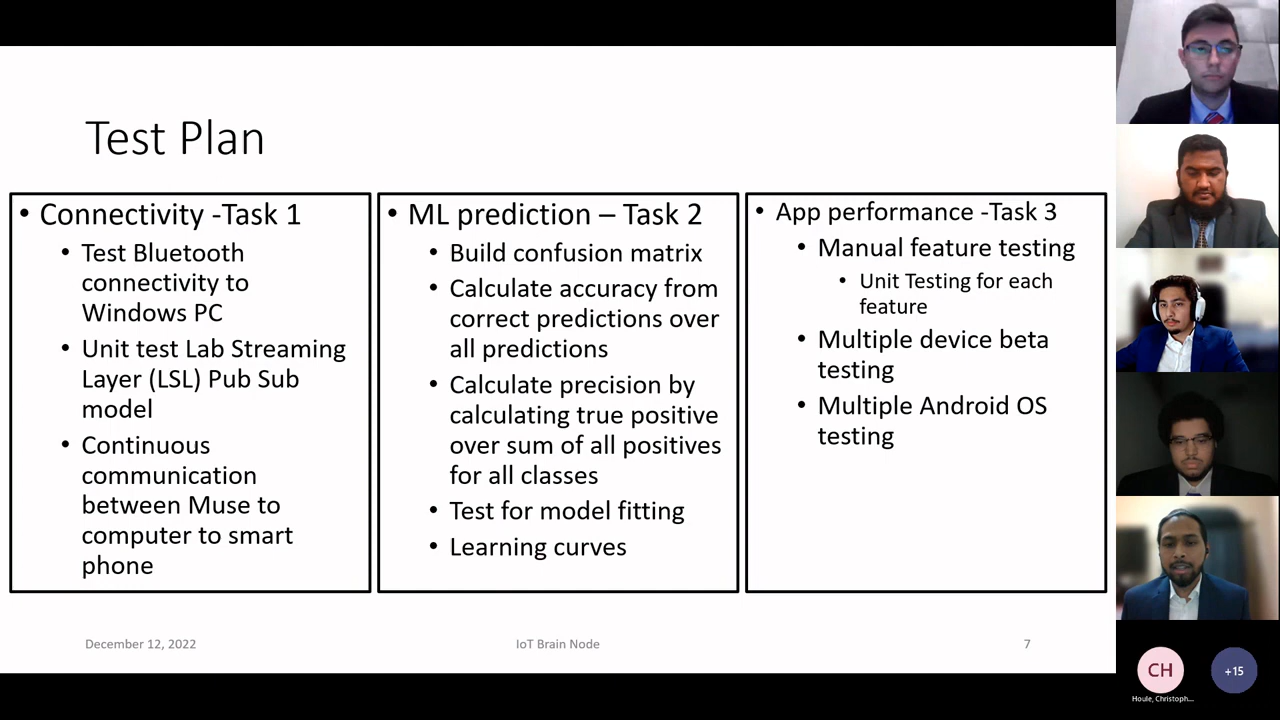 Test Plan
• Connectivity -Task 1
• Test Bluetooth
connectivity to
Windows PC
• Unit test Lab Streaming
Layer (LSL) Pub Sub
model
• Continuous
communication
between Muse to
computer to smart
phone
• ML prediction – Task 2
• Build confusion matrix
• Calculate accuracy from
correct predictions over
all predictions
• Calculate precision by
calculating true positive
over sum of all positives
for all classes
• Test for model fitting
• Learning curves
• App performance -Task 3
• Manual feature testing
• Unit Testing for each
feature
• Multiple device beta
testing
• Multiple Android OS
testing
December 12, 2022
IoT Brain Node
7
CH
+15
Houle, Christoph...